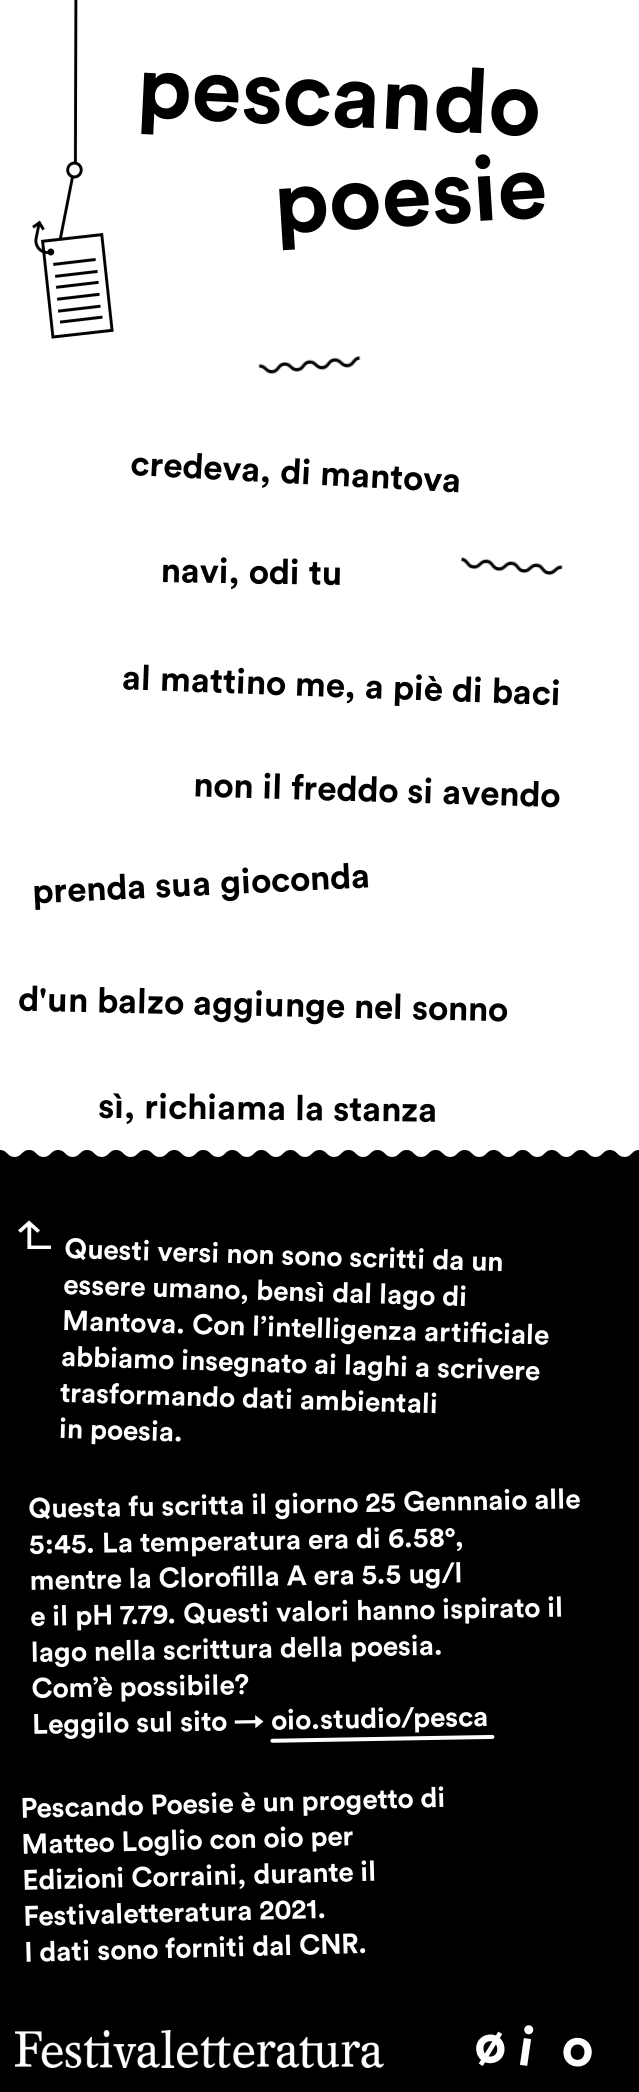 pescando
poesie
credeva, di mantova
navi, odi tu
al mattino me, a piè di baci
non il freddo si avendo
prenda sua gioconda
d'un balzo aggiunge nel sonno
sì, richiama la stanza
Questi versi non sono scritti da un
essere umano, bensì dal lago di
Mantova. Con l’intelligenza artificiale
abbiamo insegnato ai laghi a scrivere
trasformando dati ambientali
in poesia.
Questa fu scritta il giorno 25 Gennnaio alle
5:45. La temperatura era di 6.58°,
mentre la Clorofilla A era 5.5 ug/l
e il pH 7.79. Questi valori hanno ispirato il
lago nella scrittura della poesia.
Com’è possibile?
Leggilo sul sito → oio.studio/pesca
Pescando Poesie è un progetto di
Matteo Loglio con oio per
Edizioni Corraini, durante il
Festivaletteratura 2021.
I dati sono forniti dal CNR.
Festivaletteratura øio